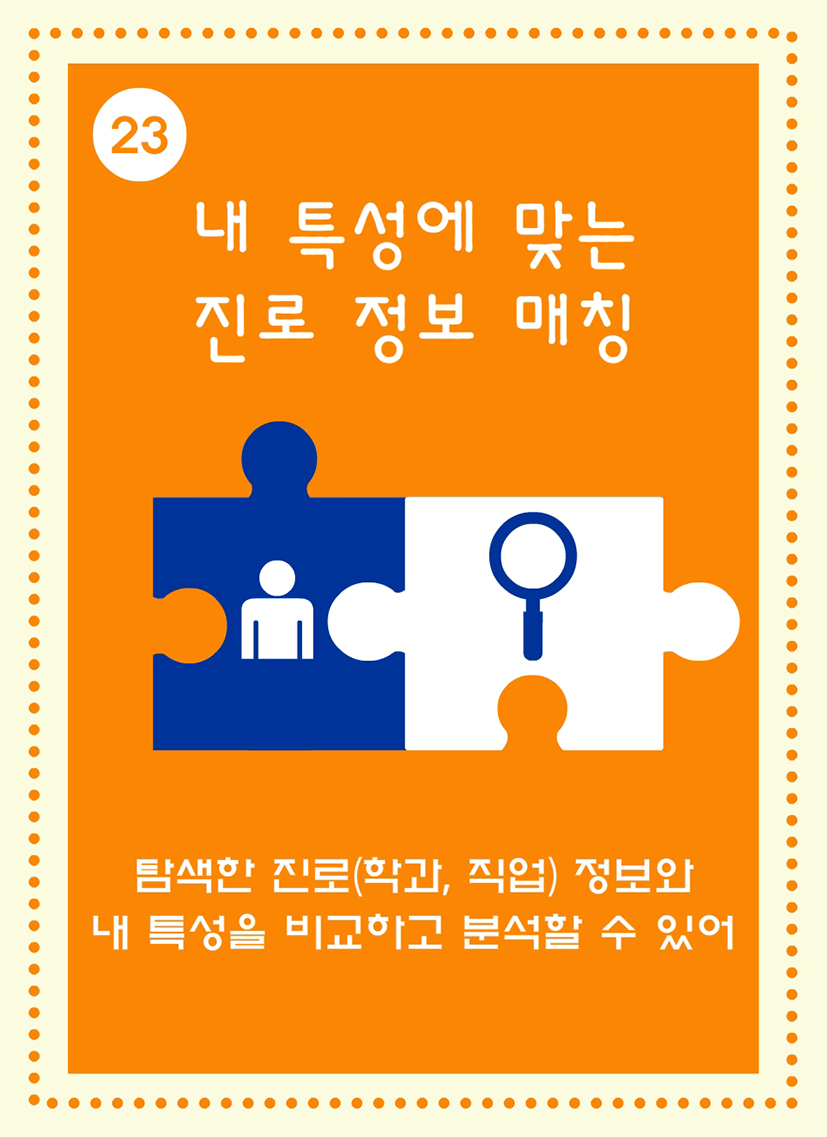 23
내 특성에 맞는
진로 정보 매칭
탐색한 진로(학과, 직업) 정보와
내 특성을 비교하고 분석할 수 있어